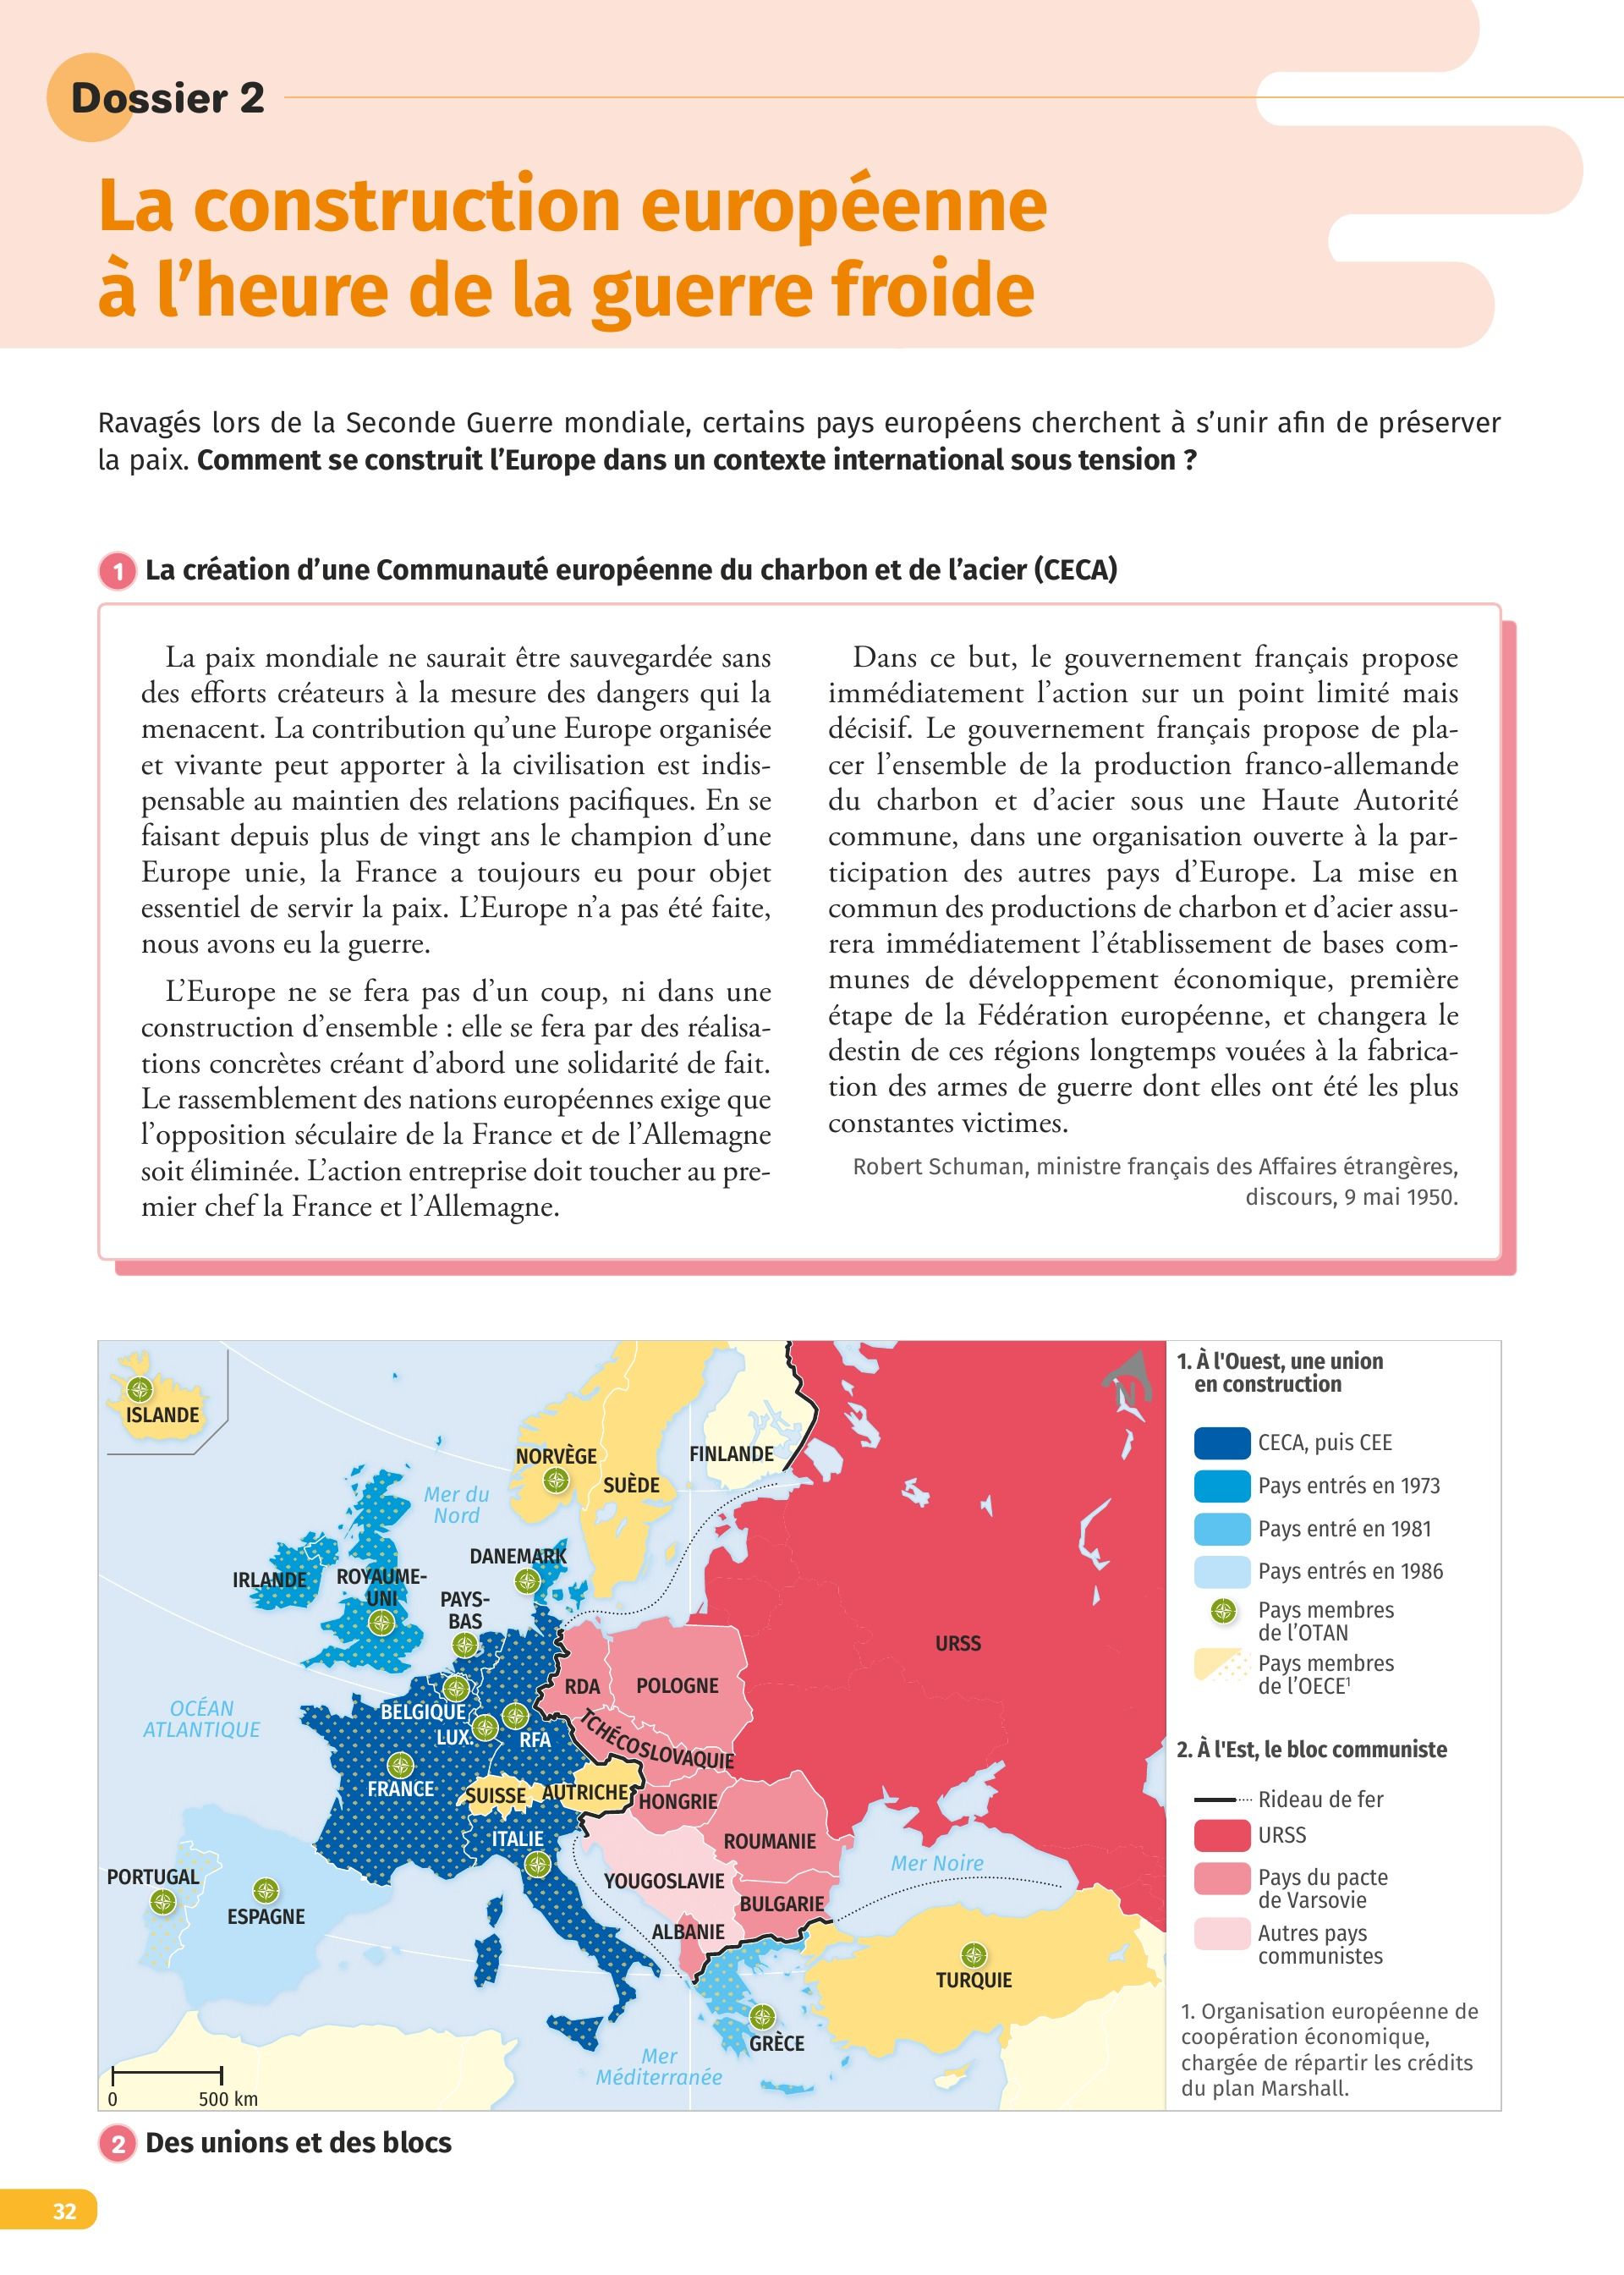 Dossier 2
La construction européenne
à l’heure de la guerre froide
Ravagés lors de la Seconde Guerre mondiale, certains pays européens cherchent à s’unir afin de préserver
la paix. Comment se construit l’Europe dans un contexte international sous tension ?
1 La création d’une Communauté européenne du charbon et de l’acier (CECA)
La paix mondiale ne saurait être sauvegardée sans
des efforts créateurs à la mesure des dangers qui la
menacent. La contribution qu’une Europe organisée
et vivante peut apporter à la civilisation est indis-
pensable au maintien des relations pacifiques. En se
faisant depuis plus de vingt ans le champion d’une
Europe unie, la France a toujours eu pour objet
essentiel de servir la paix. L’Europe n’a pas été faite,
nous avons eu la guerre.
L’Europe ne se fera pas d’un coup, ni dans une
construction d’ensemble : elle se fera par des réalisa-
tions concrètes créant d’abord une solidarité de fait.
Le rassemblement des nations européennes exige que
l’opposition séculaire de la France et de l’Allemagne
soit éliminée. L’action entreprise doit toucher au pre-
mier chef la France et l’Allemagne.
Dans ce but, le gouvernement français propose
immédiatement l’action sur un point limité mais
décisif. Le gouvernement français propose de pla-
cer l’ensemble de la production franco-allemande
du charbon et d’acier sous une Haute Autorité
commune, dans une organisation ouverte à la par-
ticipation des autres pays d’Europe. La mise en
commun des productions de charbon et d’acier assu-
rera immédiatement l’établissement de bases com-
munes de développement économique, première
étape de la Fédération européenne, et changera le
destin de ces régions longtemps vouées à la fabrica-
tion des armes de guerre dont elles ont été les plus
constantes victimes.
Robert Schuman, ministre français des Affaires étrangères,
discours, 9 mai 1950.
ISLANDE
NORVÈGE
FINLANDE
SUÈDE
Mer du
Nord
DANEMARK
IRLANDE
ROYAUME-
UNI
PAYS-
BAS
URSS
RDA
POLOGNE
OCÉAN
ATLANTIQUE
BELGIQUE
LUX.
RFA
TCHÉCOSLOVAQUIE
FRANCE
SUISSE
AUTRICHE
HONGRIE
ITALIE
ROUMANIE
Mer Noire
PORTUGAL
YOUGOSLAVIE
ESPAGNE
BULGARIE
ALBANIE
TURQUIE
GRÈCE
Mer
Méditerranée
0 500 km
N
1. À l'Ouest, une union
en construction
CECA, puis CEE
Pays entrés en 1973
Pays entré en 1981
Pays entrés en 1986
Pays membres
de l’OTAN
Pays membres
de l’OECE1
2. À l'Est, le bloc communiste
Rideau de fer
URSS
Pays du pacte
de Varsovie
Autres pays
communistes
1. Organisation européenne de
coopération économique,
chargée de répartir les crédits
du plan Marshall.
2 Des unions et des blocs
32